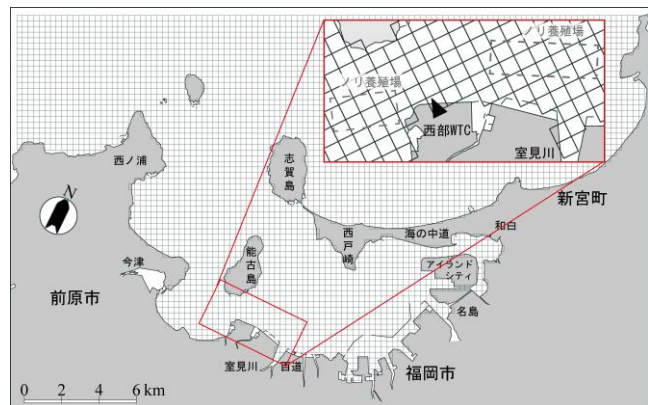 ノリ養殖場
ノリ養殖場
西部WTC
室見川
西ノ浦
志賀島
新宮町
N
西戸崎
海の中道
和白
能古島
今津
アイランド
シティ
前原市
名島
室見川
百道
福岡市
0 2 4 6 km